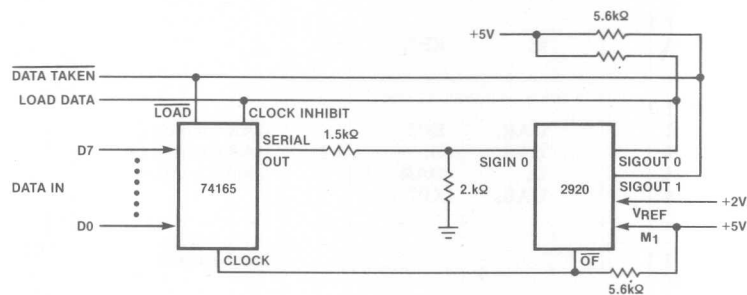 5.6kΩ
+5V
DATA TAKEN
LOAD DATA
LOAD
CLOCK INHIBIT
SERIAL
OUT
1.5kΩ
D7
SIGIN 0
SIGOUT 0
DATA IN
74165
2.kΩ
2920
SIGOUT 1
+2V
VREF
D0
+5V
M1
CLOCK
OF
5.6kΩ